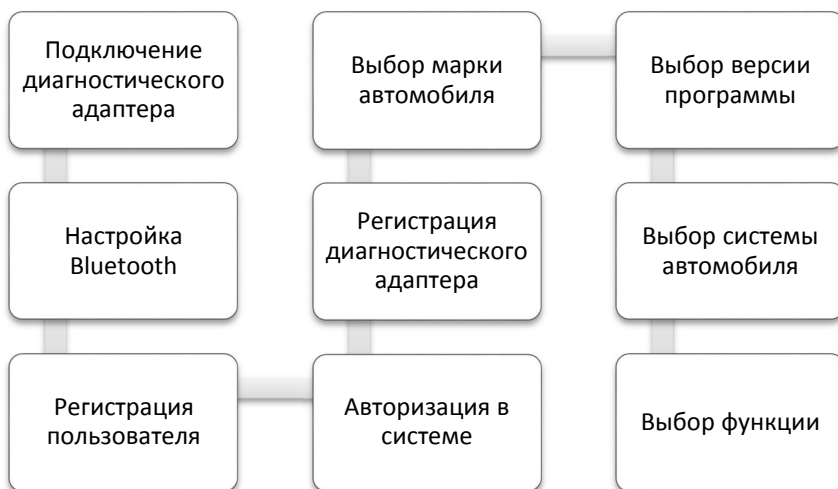 Подключение
диагностического
адаптера
Настройка
Bluetooth
Регистрация
пользователя
Авторизация в
системе
Регистрация
диагностического
адаптера
Выбор марки
автомобиля
Выбор версии
программы
Выбор системы
автомобиля
Выбор функции